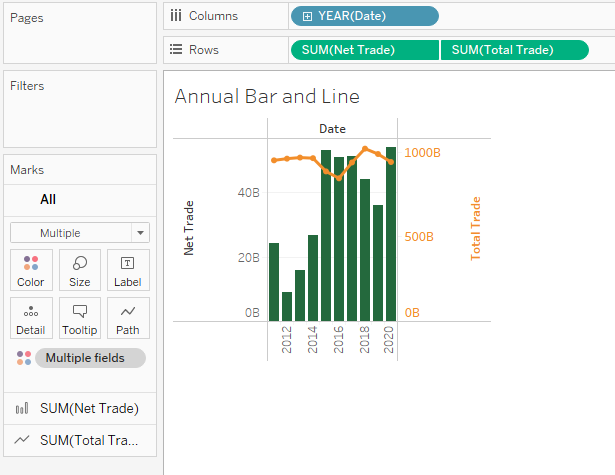 Pages
Columns
YEAR(Date)
Rows
SUM(Net Trade)
SUM(Total Trade)
Filters
Marks
All
Multiple
Color
Size
Label
Detail
Tooltip
Path
Multiple fields
SUM(Net Trade)
SUM(Total Tra...
Annual Bar and Line
Date
Net Trade
40B
20B
0B
1000B
500B
0B
Total Trade
2012
2014
2016
2018
2020